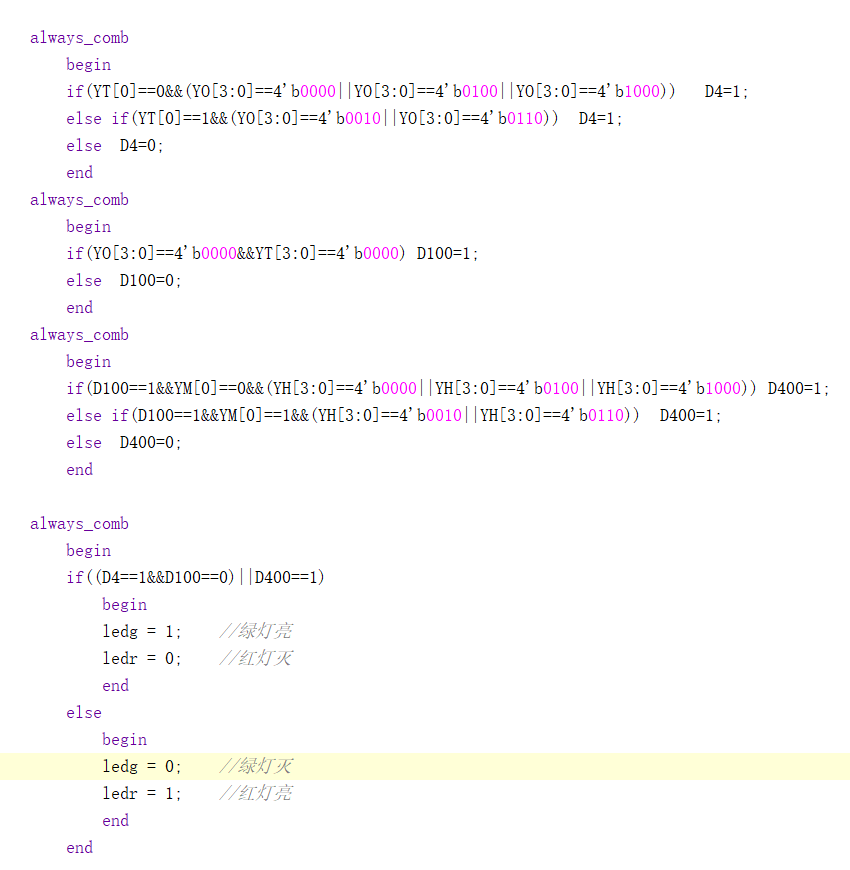 always_comb
begin
if(YT[0]==0&&(YO[3:0]==4'b0000||YO[3:0]==4'b0100||YO[3:0]==4'b1000)) D4=1;
else if(YT[0]==1&&(YO[3:0]==4'b0010||YO[3:0]==4'b0110)) D4=1;
else D4=0;
end
always_comb
begin
if(YO[3:0]==4'b0000&&YT[3:0]==4'b0000) D100=1;
else D100=0;
end
always_comb
begin
if(D100==1&&YM[0]==0&&(YH[3:0]==4'b0000||YH[3:0]==4'b0100||YH[3:0]==4'b1000)) D400=1;
else if(D100==1&&YM[0]==1&&(YH[3:0]==4'b0010||YH[3:0]==4'b0110)) D400=1;
else D400=0;
end
always_comb
begin
if((D4==1&&D100==0)||D400==1)
begin
ledg = 1; //绿灯亮
ledr = 0; //红灯灭
end
else
begin
ledg = 0; //绿灯灭
ledr = 1; //红灯亮
end
end